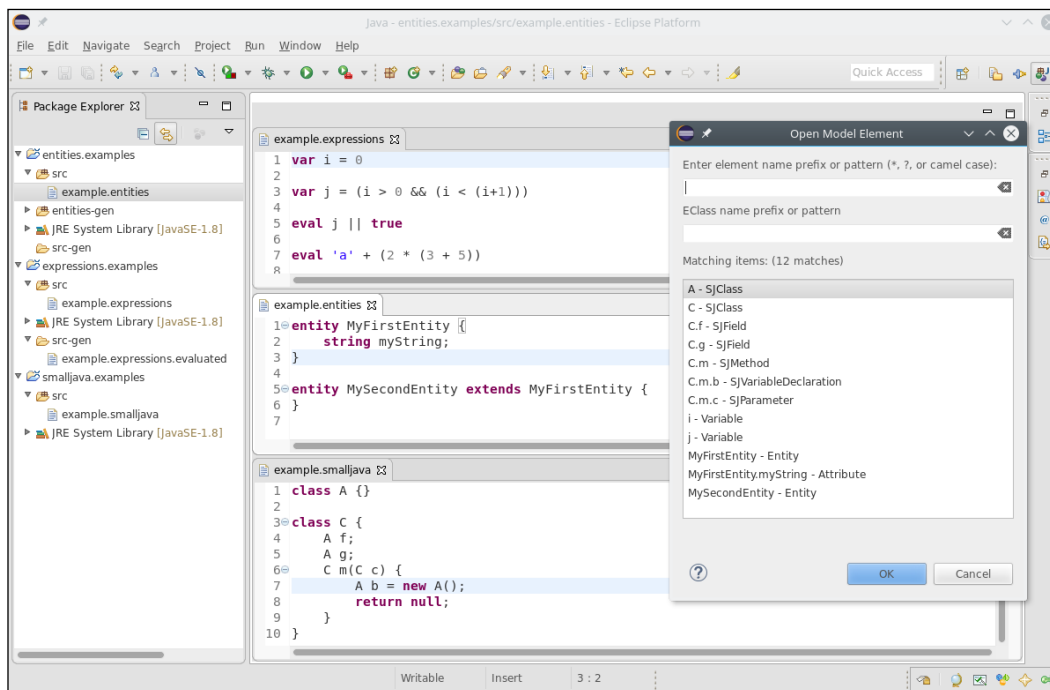 Java - entities.examples/src/example.entities - Eclipse Platform
File Edit Navigate Search Project Run Window Help
Quick Access
Package Explorer
entities.examples
src
example.entities
entities-gen
JRE System Library [JavaSE-1.8]
src-gen
expressions.examples
src
example.expressions
JRE System Library [JavaSE-1.8]
src-gen
example.expressions.evaluated
smalljava.examples
src
example.smalljava
JRE System Library [JavaSE-1.8]
example.expressions
1 var i = 0
2
3 var j = (i > 0 && (i < (i+1)))
4
5 eval j || true
6
7 eval 'a' + (2 * (3 + 5))
8
example.entities
1 entity MyFirstEntity {
2 string myString;
3 }
4
5 entity MySecondEntity extends MyFirstEntity {
6 }
7
example.smalljava
1 class A {}
2
3 class C {
4 A f;
5 A g;
6 C m(C c) {
7 A b = new A();
8 return null;
9 }
10 }
Open Model Element
Enter element name prefix or pattern (*, ?, or camel case):
EClass name prefix or pattern
Matching items: (12 matches)
A - SJClass
C - SJClass
C.f - SJField
C.g - SJField
C.m - SJMethod
C.m.b - SJVariableDeclaration
C.m.c - SJParameter
i - Variable
j - Variable
MyFirstEntity - Entity
MyFirstEntity.myString - Attribute
MySecondEntity - Entity
OK Cancel
Writable Insert 3 : 2